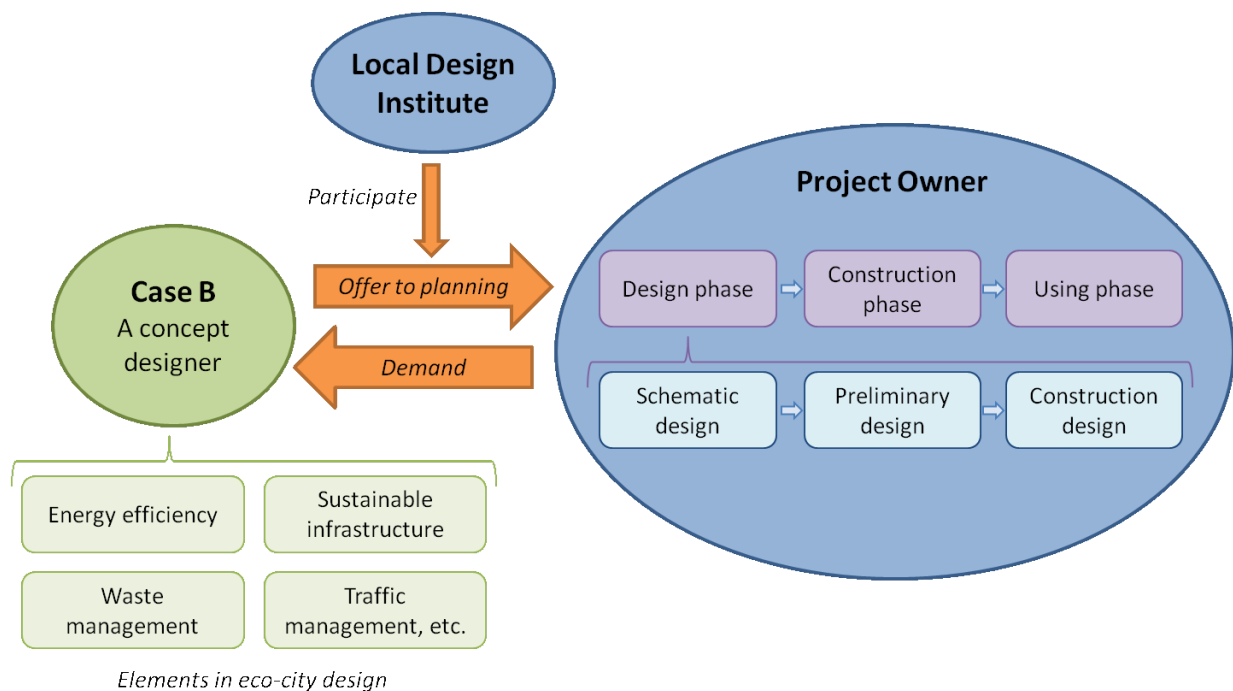 Local Design
Institute
Participate
Project Owner
Case B
A concept
designer
Offer to planning
Demand
Design phase
Construction
phase
Using phase
Schematic
design
Preliminary
design
Construction
design
Energy efficiency
Sustainable
infrastructure
Waste
management
Traffic
management, etc.
Elements in eco-city design